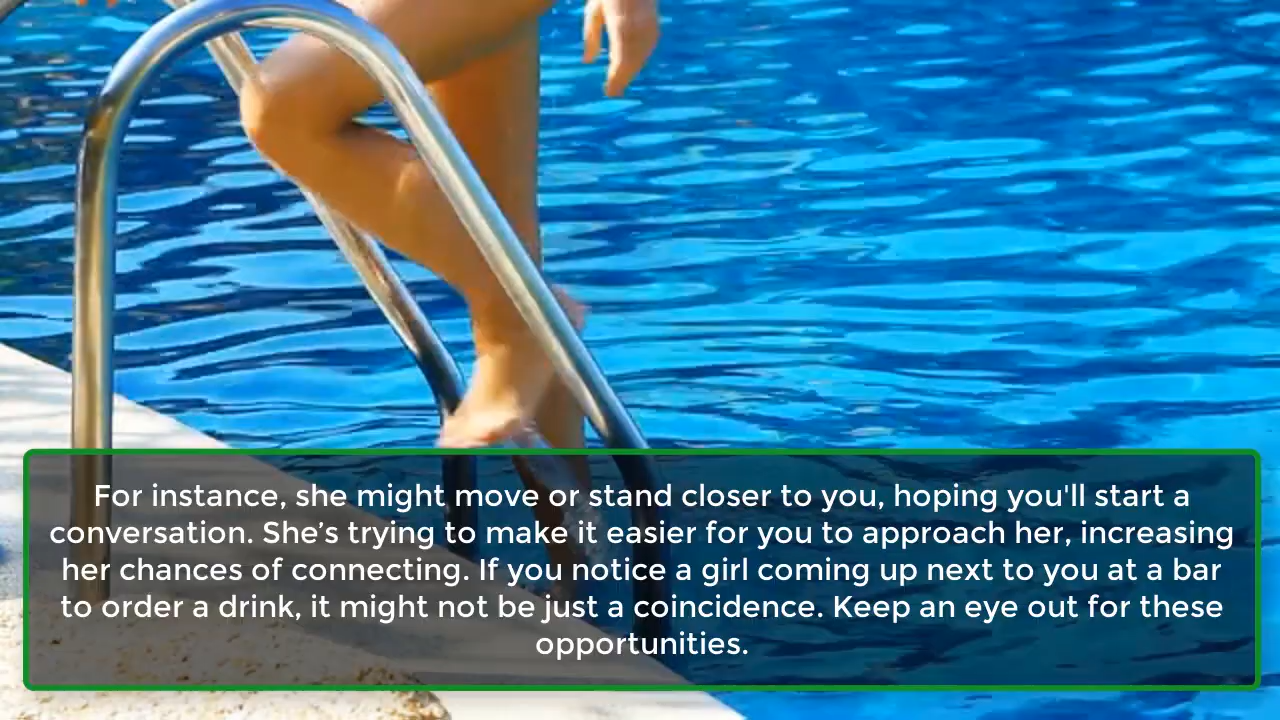 For instance, she might move or stand closer to you, hoping you'll start a
conversation. She’s trying to make it easier for you to approach her, increasing
her chances of connecting. If you notice a girl coming up next to you at a bar
to order a drink, it might not be just a coincidence. Keep an eye out for these
opportunities.